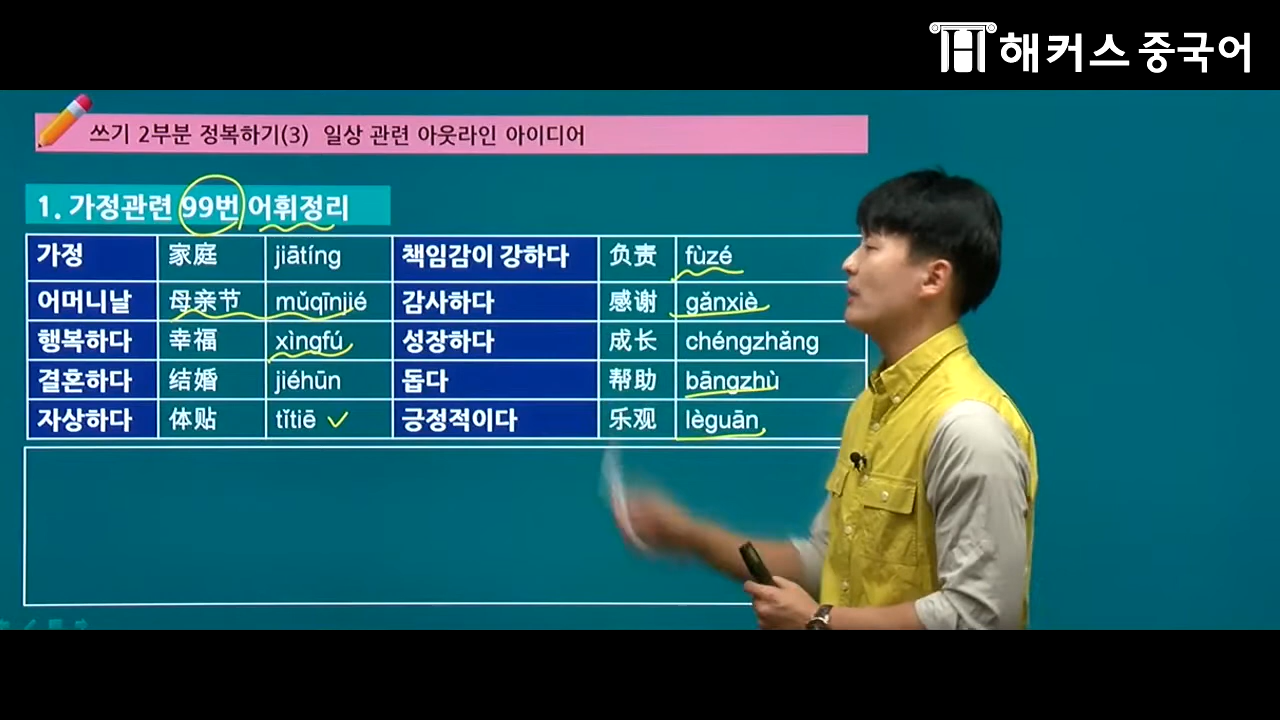 해커스 중국어
쓰기 2부분 정복하기(3) 일상 관련 아웃라인 아이디어
1. 가정관련 99번 어휘정리
가정 家庭 jiātíng 책임감이 강하다 负责 fùzé
어머니날 母亲节 mǔqīnjié 감사하다 感谢 gǎnxiè
행복하다 幸福 xìngfú 성장하다 成长 chéngzhǎng
결혼하다 结婚 jiéhūn 돕다 帮助 bāngzhù
자상하다 体贴 tǐtiē 긍정적이다 乐观 lèguān